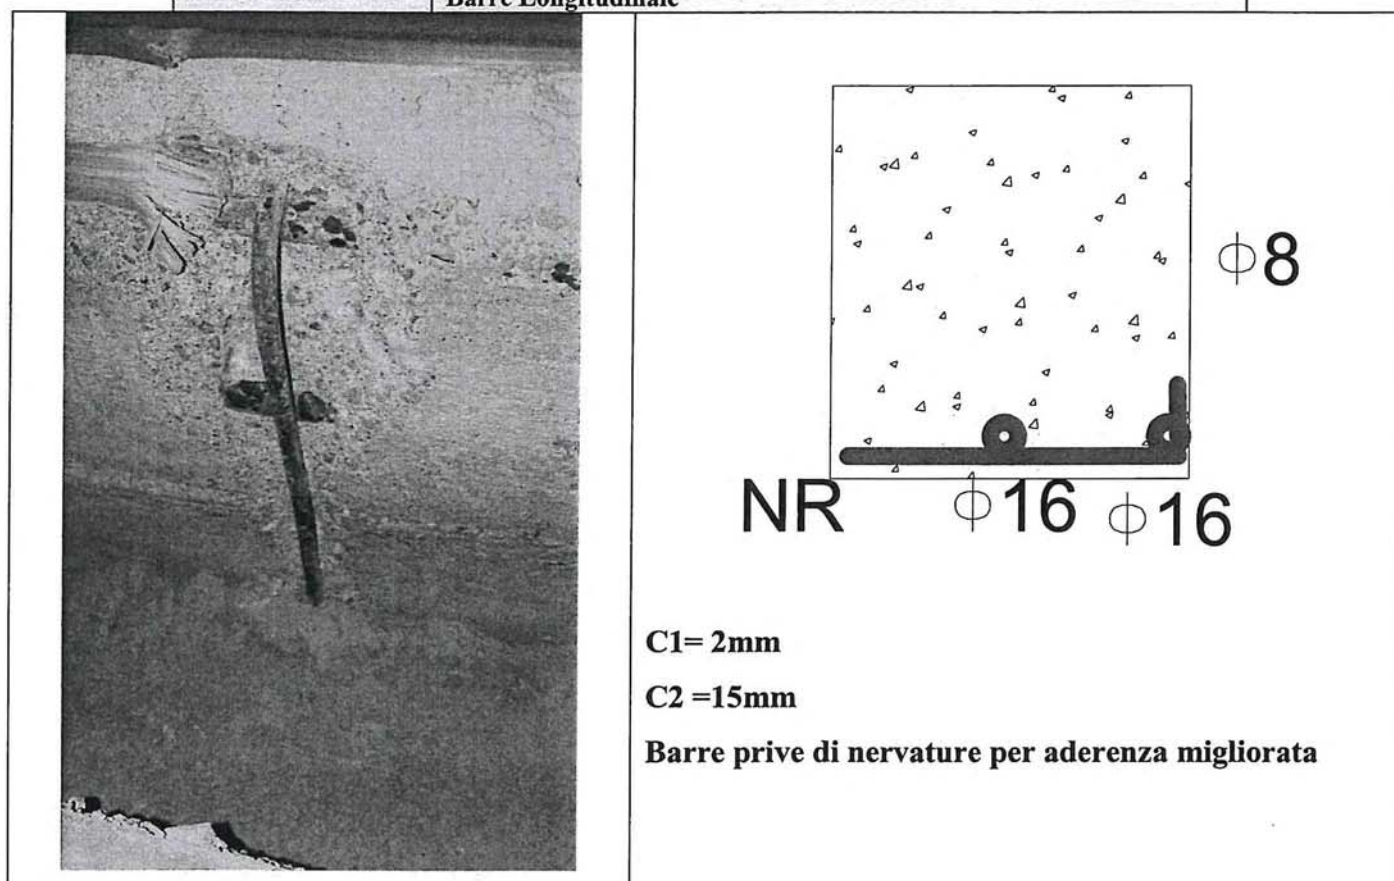 Barre Longitudinale
ϕ8
NR ϕ16 ϕ16
C1= 2mm
C2 =15mm
Barre prive di nervature per aderenza migliorata